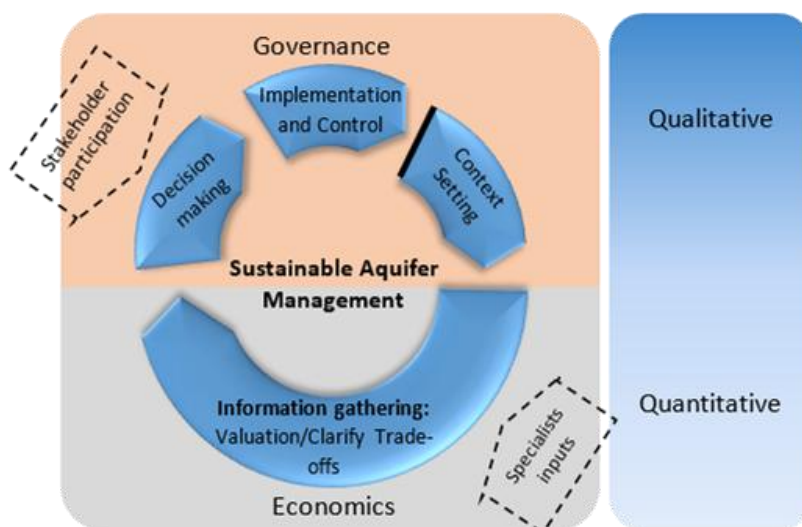 Governance
Stakeholder
participation
Implementation
and Control
Decision
making
Context
Setting
Sustainable Aquifer
Management
Information gathering:
Valuation/Clarify Trade-
offs
Specialists
inputs
Economics
Qualitative
Quantitative